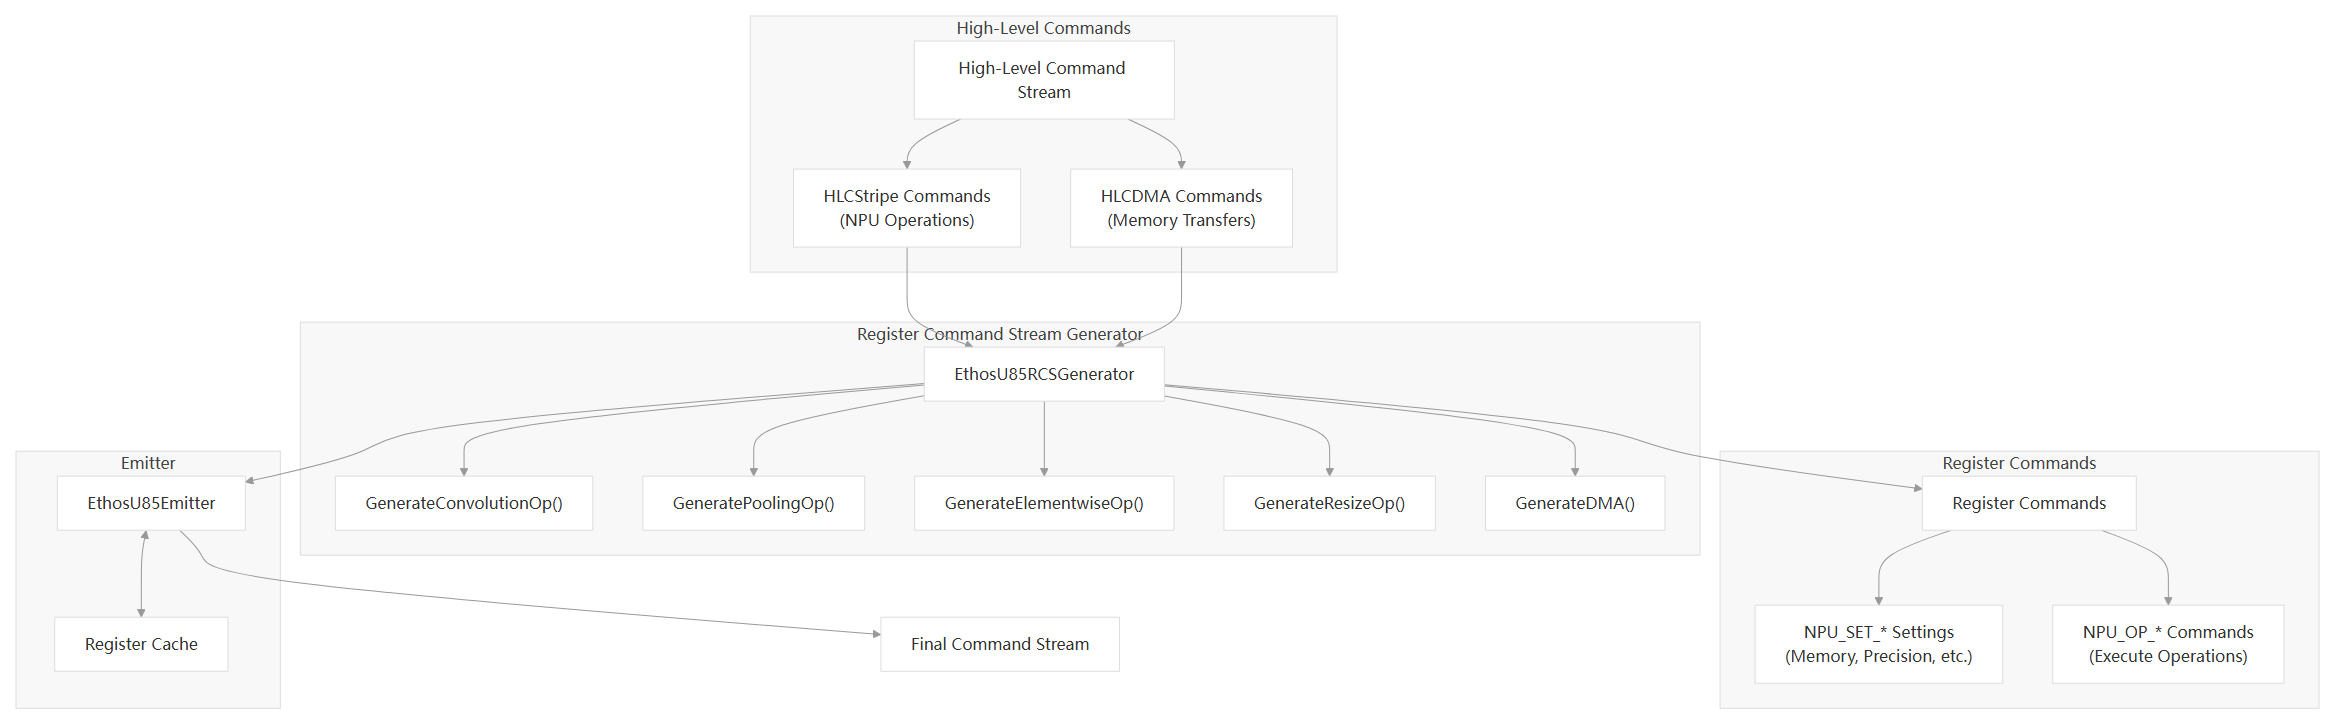 High-Level Commands
High-Level Command
Stream
HLCStripe Commands
(NPU Operations)
HLCDMA Commands
(Memory Transfers)
Register Command Stream Generator
EthosU85RCSGenerator
Emitter
EthosU85Emitter
GenerateConvolutionOp()
GeneratePoolingOp()
GenerateElementwiseOp()
GenerateResizeOp()
GenerateDMA()
Register Commands
Register Commands
Register Cache
Final Command Stream
NPU_SET_* Settings
(Memory, Precision, etc.)
NPU_OP_* Commands
(Execute Operations)